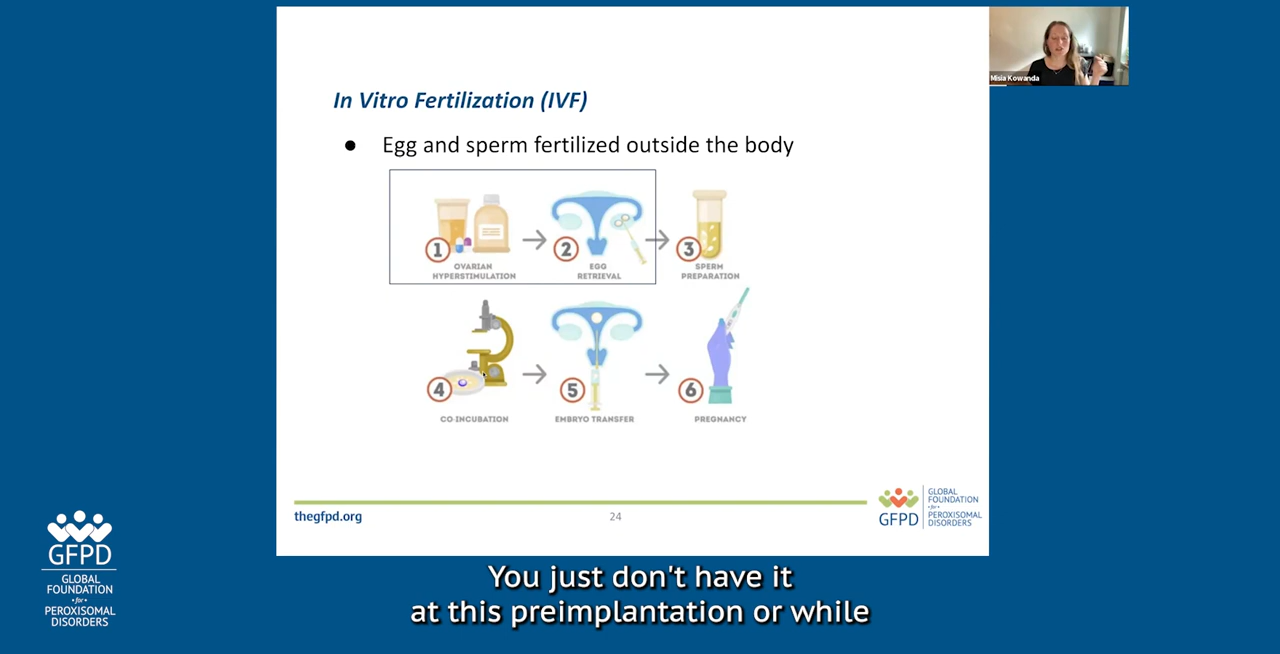 In Vitro Fertilization (IVF)
● Egg and sperm fertilized outside the body
1
OVARIAN
HYPERSTIMULATION
2
EGG
RETRIEVAL
3
SPERM
PREPARATION
4
CO INCUBATION
5
EMBRYO TRANSFER
6
PREGNANCY
thegfpd.org
24
GFPD
GLOBAL
FOUNDATION
for
PEROXISOMAL
DISORDERS
Misia Kowanda
GFPD
GLOBAL
FOUNDATION
for
PEROXISOMAL
DISORDERS
You just don't have it
at this preimplantation or while